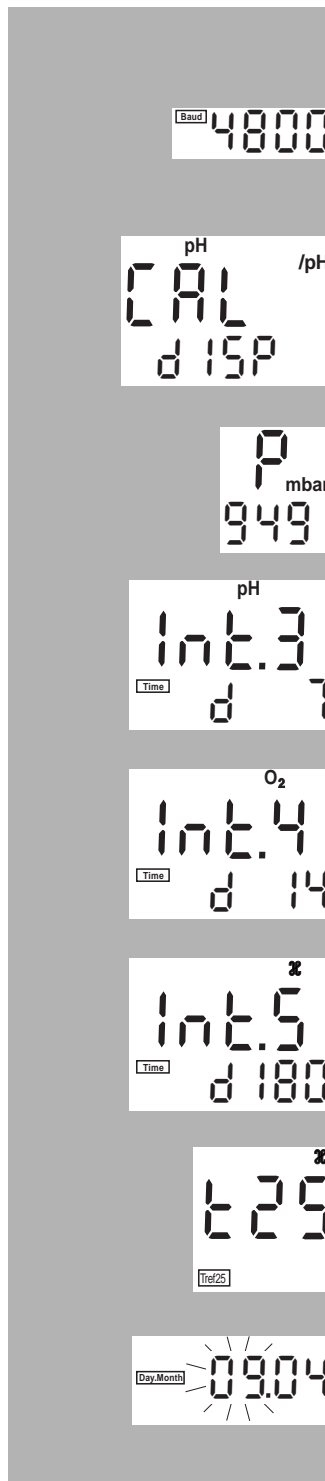 Baud 4800
pH /pH
CAL
dISP
P
mbar
949
pH
Int.3
Time d 7
O₂
Int.4
Time d 14
ϰ
Int.5
Time d 180
ϰ
t25
Tref25
Day.Month 09.04